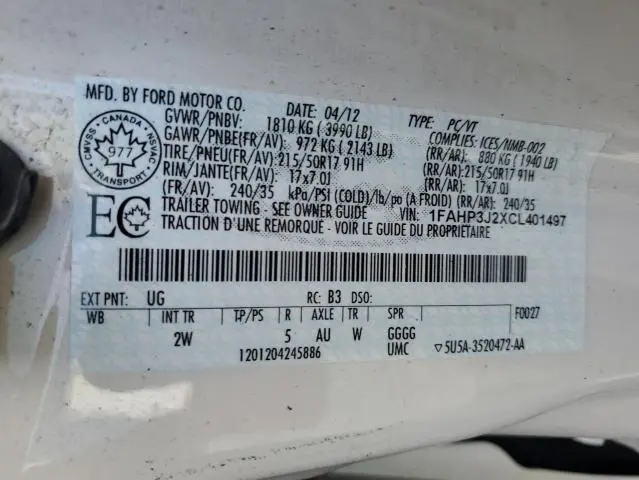 MFD. BY FORD MOTOR CO.
DATE: 04/12
TYPE: PC/VT
GVWR/PNBV: 1810 KG ( 3990 LB)
COMPLIES: ICES/NMB-002
GAWR/PNBE(FR/AV): 972 KG ( 2143 LB) (RR/AR): 880 KG ( 1940 LB)
TIRE/PNEU(FR/AV): 215/50R17 91H (RR/AR): 215/50R17 91H
RIM/JANTE(FR/AV): 17x7.0J (RR/AR): 17x7.0J
(FR/AV): 240/35 kPa/PSI (COLD)/lb/po (A FROID) (RR/AR): 240/35
TRAILER TOWING - SEE OWNER GUIDE VIN: 1FAHP3J2XCL401497
TRACTION D'UNE REMORQUE - VOIR LE GUIDE DU PROPRIO
CANADA
CMVSS NSVAC
977
TRANSPORT
EC
EXT PNT: UG RC: B3 DSO: F0027
WB INT TR TP/PS R AXLE TR SPR
2W 5 AU W GGGG
1201204245886 UMC ▽5U5A-3520472-AA